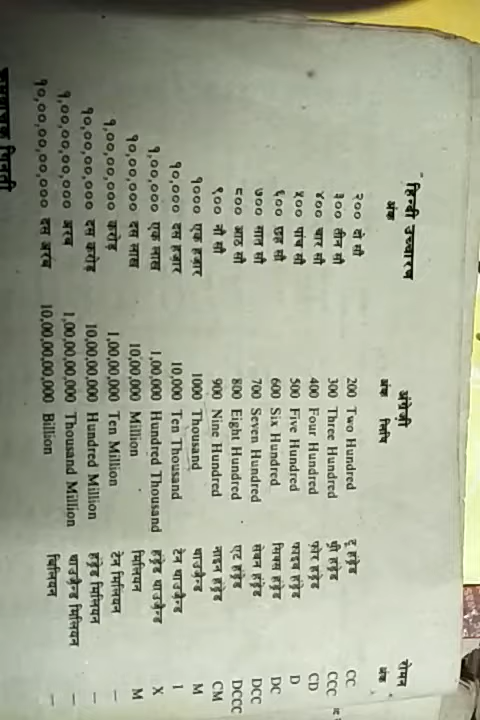 हिन्दी उच्चारण अंग्रेजी रोमन
अंक अंक लिपि अंक
२०० दो सौ 200 Two Hundred टू हंड्रेड CC
३०० तीन सौ 300 Three Hundred थ्री हंड्रेड CCC
४०० चार सौ 400 Four Hundred फोर हंड्रेड CD
५०० पांच सौ 500 Five Hundred फाइव हंड्रेड D
६०० छह सौ 600 Six Hundred सिक्स हंड्रेड DC
७०० सात सौ 700 Seven Hundred सेवन हंड्रेड DCC
८०० आठ सौ 800 Eight Hundred एट हंड्रेड DCCC
९०० नौ सौ 900 Nine Hundred नाइन हंड्रेड CM
१००० एक हजार 1000 Thousand थाउजैन्ड M
१०,००० दस हजार 10,000 Ten Thousand टेन थाउजैन्ड I
१,००,००० एक लाख 1,00,000 Hundred Thousand हंड्रेड थाउजैन्ड X
१०,००,००० दस लाख 10,00,000 Million मिलियन M
१,००,००,००० करोड़ 1,00,00,000 Ten Million टेन मिलियन —
१०,००,००,००० दस करोड़ 10,00,00,000 Hundred Million हंड्रेड मिलियन —
१,००,००,००,००० अरब 1,00,00,00,000 Thousand Million थाउजैन्ड मिलियन —
१०,००,००,००,००० दस अरब 10,00,00,00,000 Billion बिलियन —